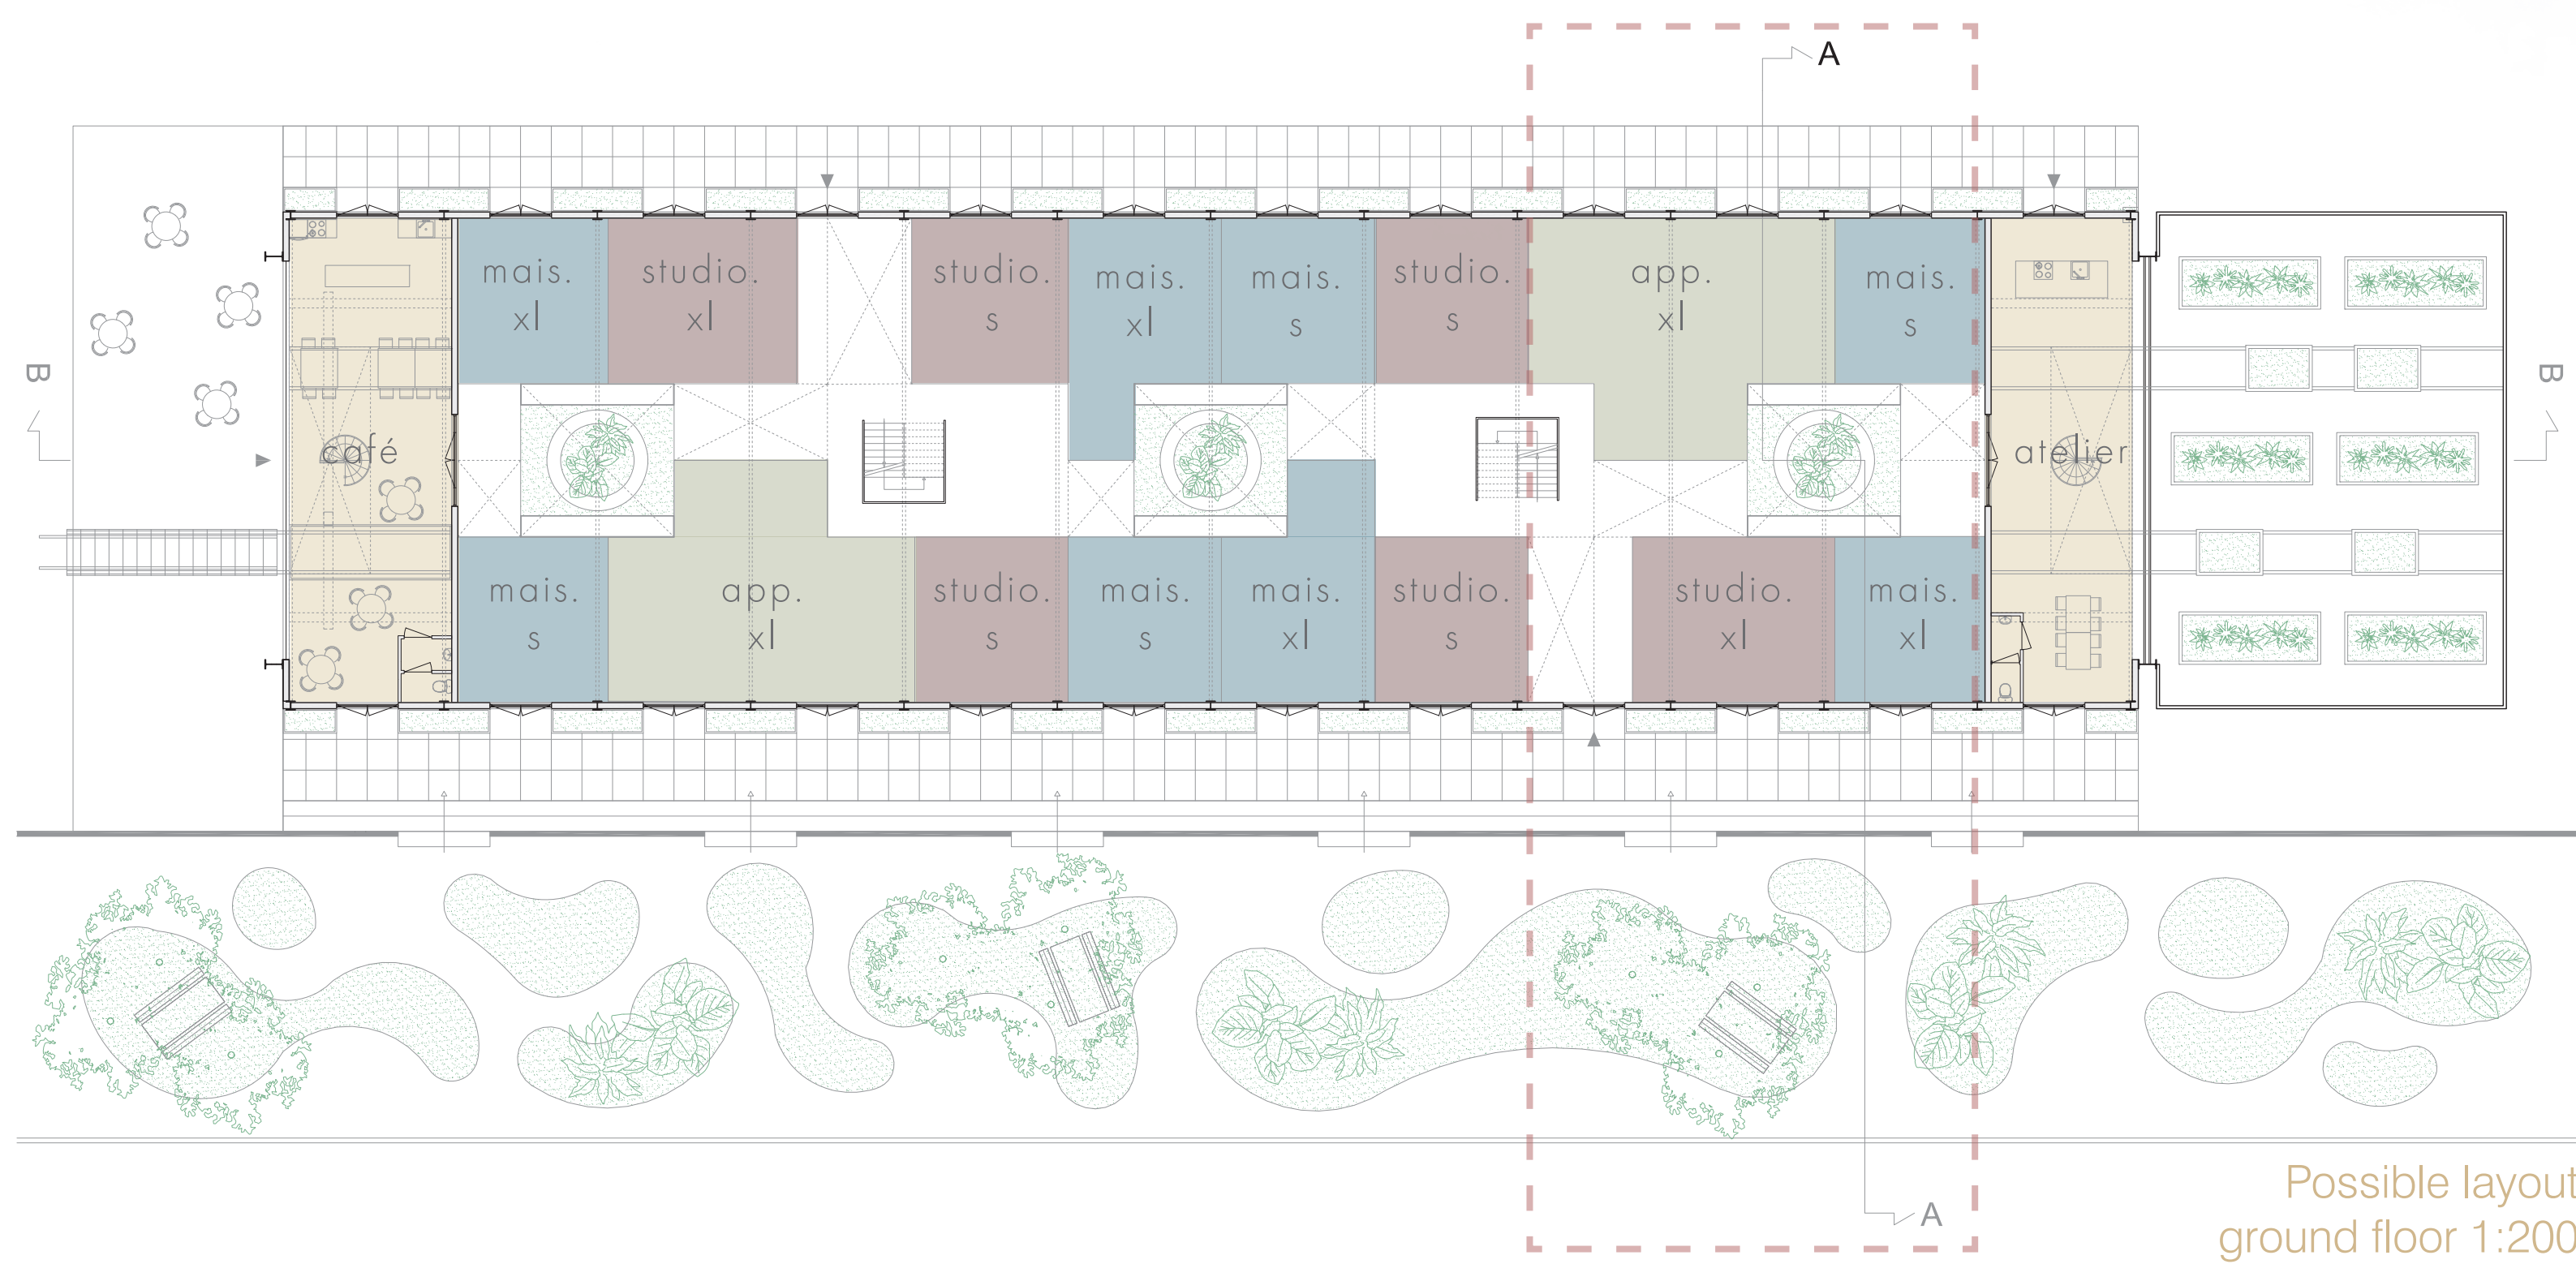 A
mais.
xl
studio.
xl
studio.
s
mais.
xl
mais.
s
studio.
s
app.
xl
mais.
s
B
B
café
atelier
mais.
s
app.
xl
studio.
s
mais.
s
mais.
xl
studio.
s
studio.
xl
mais.
xl
A
Possible layout
ground floor 1:200